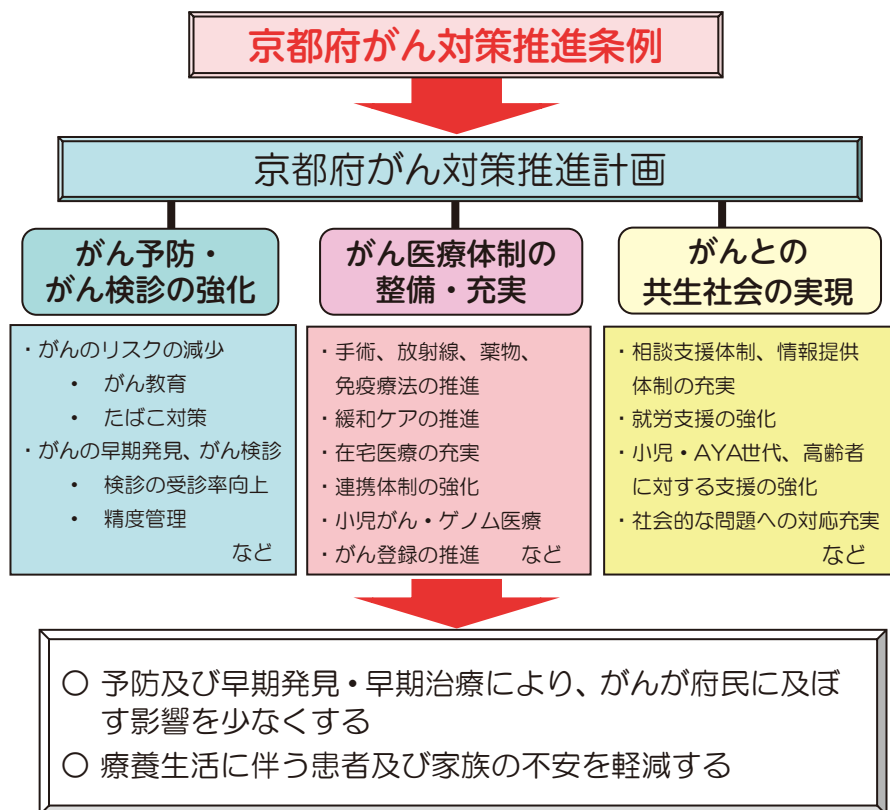 京都府がん対策推進条例
京都府がん対策推進計画
がん予防・
がん検診の強化
・がんのリスクの減少
・ がん教育
・ たばこ対策
・がんの早期発見、がん検診
・ 検診の受診率向上
・ 精度管理
など
がん医療体制の
整備・充実
・手術、放射線、薬物、
免疫療法の推進
・緩和ケアの推進
・在宅医療の充実
・連携体制の強化
・小児がん・ゲノム医療
・がん登録の推進 など
がんとの
共生社会の実現
・相談支援体制、情報提供
体制の充実
・就労支援の強化
・小児・AYA世代、高齢者
に対する支援の強化
・社会的な問題への対応充実
など
○ 予防及び早期発見・早期治療により、がんが府民に及ぼ
す影響を少なくする
○ 療養生活に伴う患者及び家族の不安を軽減する